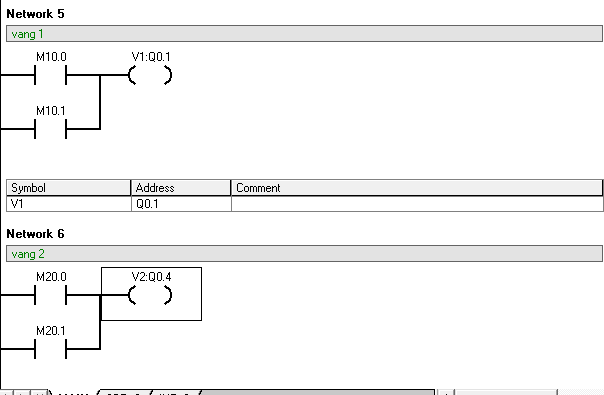 Network 5
vang 1
M10.0 V1:Q0.1
M10.1
Symbol Address Comment
V1 Q0.1
Network 6
vang 2
M20.0 V2:Q0.4
M20.1